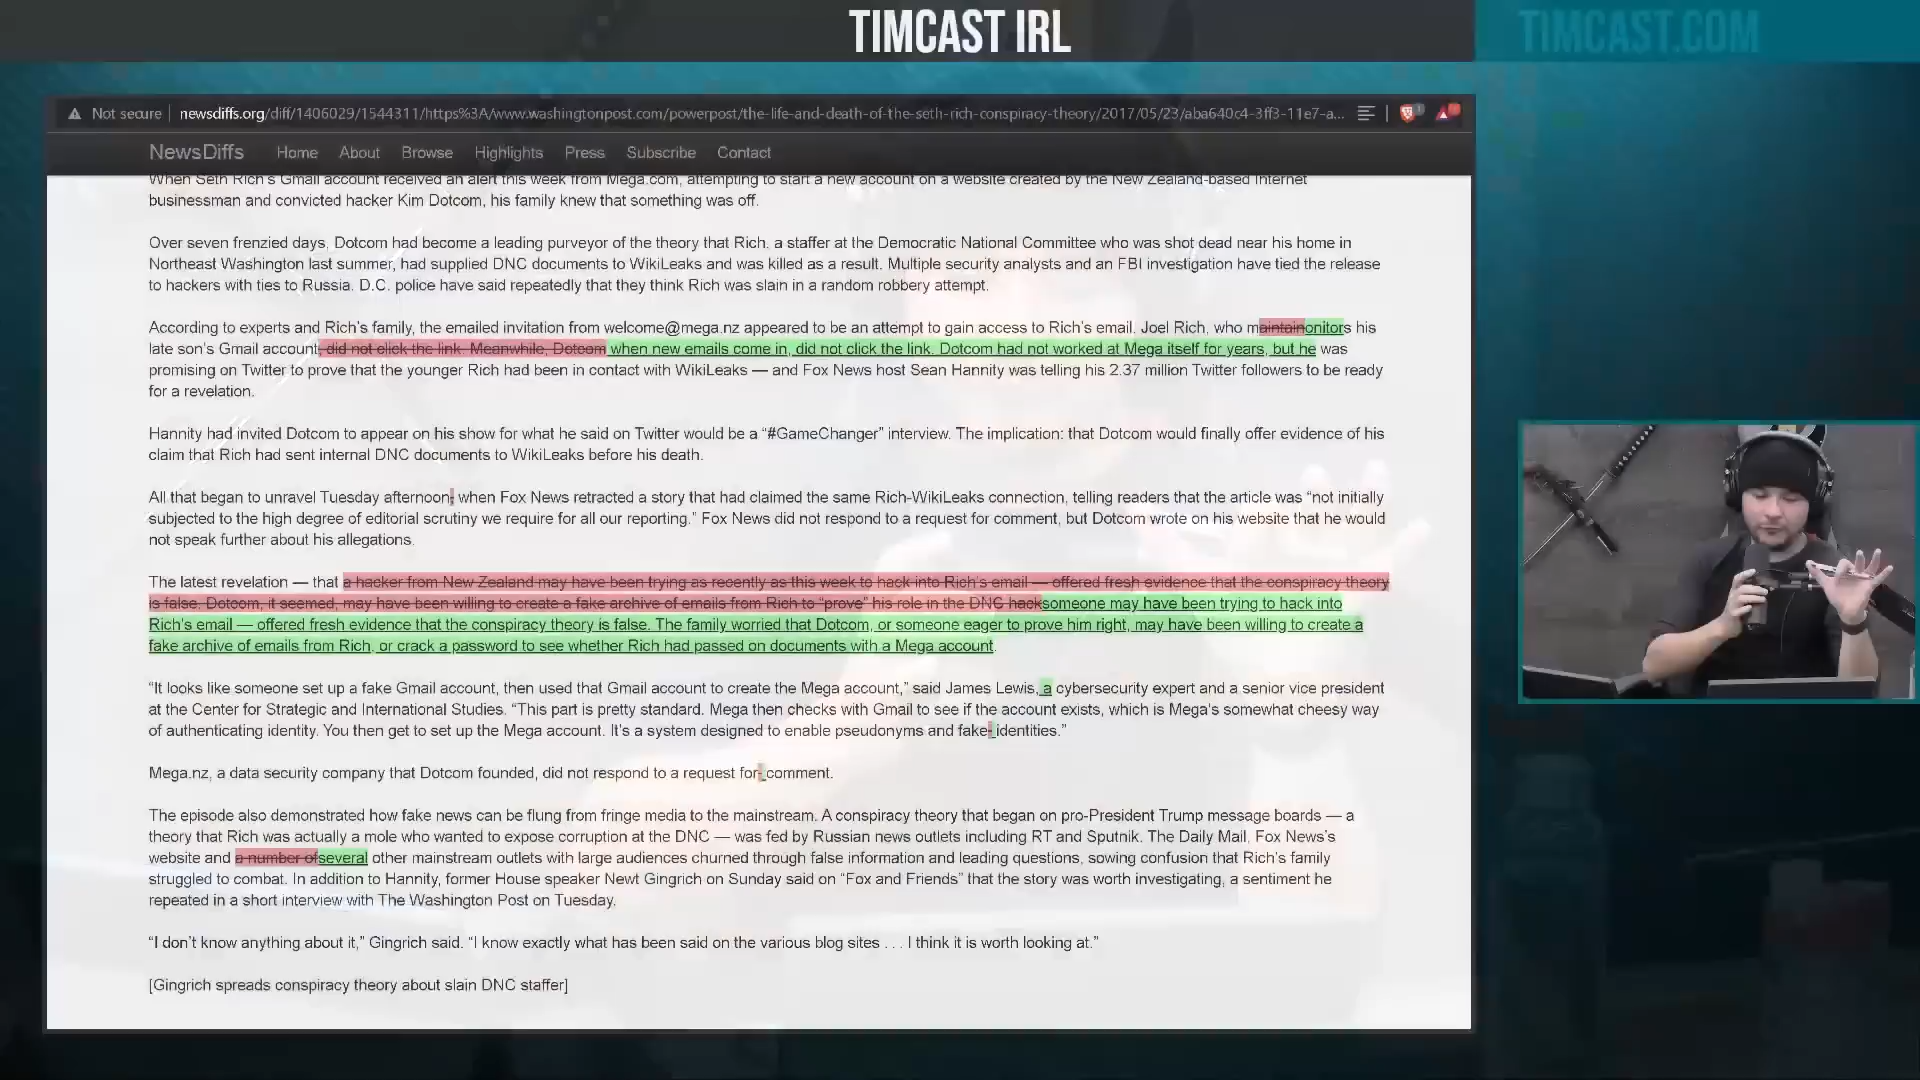 TIMCAST IRL
TIMCAST.COM
Not secure newsdiffs.org/diff/1406029/1544311/https%3A/www.washingtonpost.com/powerpost/the-life-and-death-of-the-seth-rich-conspiracy-theory/2017/05/23/aba640c4-3ff3-11e7-a...
NewsDiffs Home About Browse Highlights Press Subscribe Contact
When Seth Rich's Gmail account received an alert this week from Mega.com, attempting to start a new account on a website created by the New Zealand-based Internet
businessman and convicted hacker Kim Dotcom, his family knew that something was off.
Over seven frenzied days, Dotcom had become a leading purveyor of the theory that Rich, a staffer at the Democratic National Committee who was shot dead near his home in
Northeast Washington last summer, had supplied DNC documents to WikiLeaks and was killed as a result. Multiple security analysts and an FBI investigation have tied the release
to hackers with ties to Russia. D.C. police have said repeatedly that they think Rich was slain in a random robbery attempt.
According to experts and Rich's family, the emailed invitation from welcome@mega.nz appeared to be an attempt to gain access to Rich's email. Joel Rich, who maintainonitors his
late son's Gmail account, did not click the link. Meanwhile, Dotcom when new emails come in, did not click the link. Dotcom had not worked at Mega itself for years, but he was
promising on Twitter to prove that the younger Rich had been in contact with WikiLeaks — and Fox News host Sean Hannity was telling his 2.37 million Twitter followers to be ready
for a revelation.
Hannity had invited Dotcom to appear on his show for what he said on Twitter would be a “#GameChanger” interview. The implication: that Dotcom would finally offer evidence of his
claim that Rich had sent internal DNC documents to WikiLeaks before his death.
All that began to unravel Tuesday afternoon, when Fox News retracted a story that had claimed the same Rich-WikiLeaks connection, telling readers that the article was “not initially
subjected to the high degree of editorial scrutiny we require for all our reporting.” Fox News did not respond to a request for comment, but Dotcom wrote on his website that he would
not speak further about his allegations.
The latest revelation — that a hacker from New Zealand may have been trying as recently as this week to hack into Rich's email — offered fresh evidence that the conspiracy theory
is false. Dotcom, it seemed, may have been willing to create a fake archive of emails from Rich to “prove” his role in the DNC hacksomeone may have been trying to hack into
Rich's email — offered fresh evidence that the conspiracy theory is false. The family worried that Dotcom, or someone eager to prove him right, may have been willing to create a
fake archive of emails from Rich, or crack a password to see whether Rich had passed on documents with a Mega account.
“It looks like someone set up a fake Gmail account, then used that Gmail account to create the Mega account,” said James Lewis, a cybersecurity expert and a senior vice president
at the Center for Strategic and International Studies. “This part is pretty standard. Mega then checks with Gmail to see if the account exists, which is Mega's somewhat cheesy way
of authenticating identity. You then get to set up the Mega account. It's a system designed to enable pseudonyms and fake identities.”
Mega.nz, a data security company that Dotcom founded, did not respond to a request for comment.
The episode also demonstrated how fake news can be flung from fringe media to the mainstream. A conspiracy theory that began on pro-President Trump message boards — a
theory that Rich was actually a mole who wanted to expose corruption at the DNC — was fed by Russian news outlets including RT and Sputnik. The Daily Mail, Fox News's
website and a number ofseveral other mainstream outlets with large audiences churned through false information and leading questions, sowing confusion that Rich's family
struggled to combat. In addition to Hannity, former House speaker Newt Gingrich on Sunday said on “Fox and Friends” that the story was worth investigating, a sentiment he
repeated in a short interview with The Washington Post on Tuesday.
“I don't know anything about it,” Gingrich said. “I know exactly what has been said on the various blog sites . . . I think it is worth looking at.”
[Gingrich spreads conspiracy theory about slain DNC staffer]